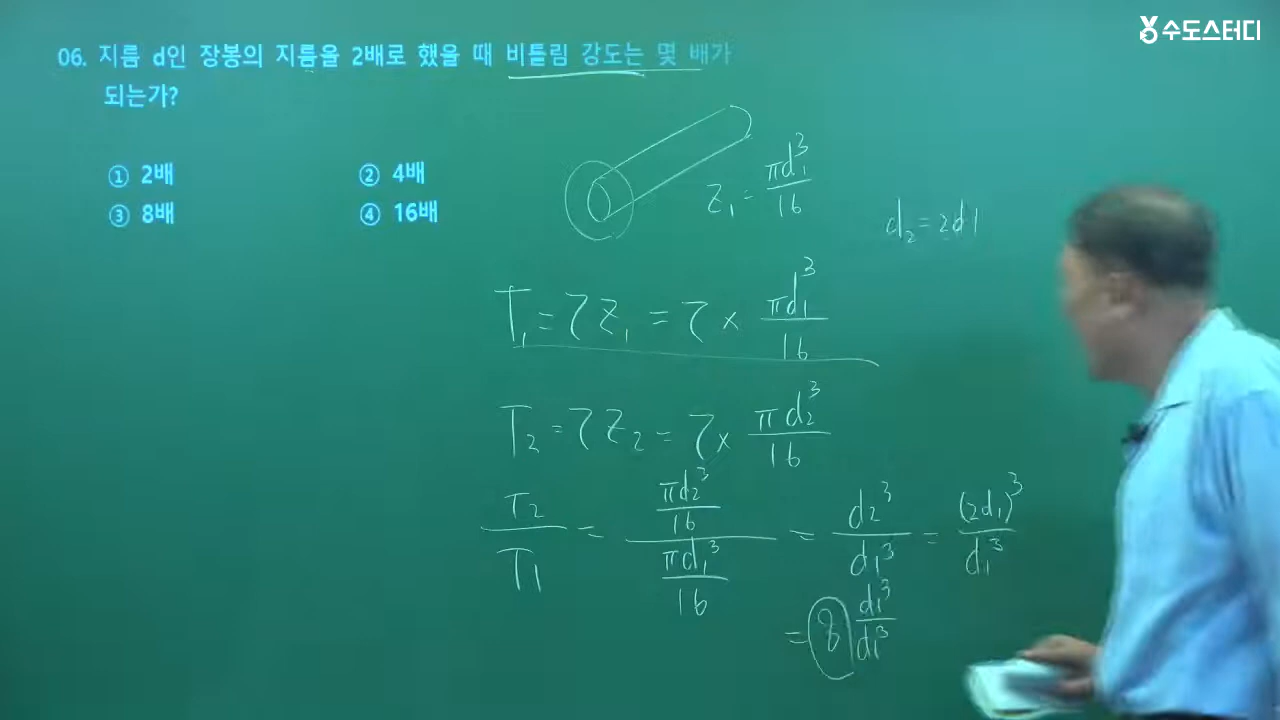 수도스터디
06. 지름 d인 장봉의 지름을 2배로 했을 때 비틀림 강도는 몇 배가
되는가?
① 2배 ② 4배
③ 8배 ④ 16배
Z₁ = πd₁³/16
d₂ = 2d1
T₁ = τ Z₁ = τ × πd₁³/16
T₂ = τ Z₂ = τ × πd₂³/16
T₂/T₁ = (πd₂³/16)/(πd₁³/16) = d₂³/d₁³ = (2d₁)³/d₁³
= 8 d₁³/d₁³